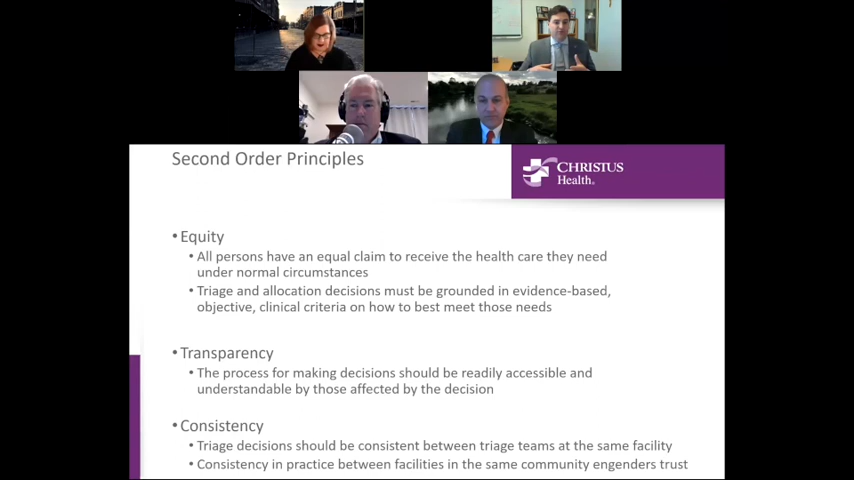 Second Order Principles
CHRISTUS
Health.
•Equity
•All persons have an equal claim to receive the health care they need
under normal circumstances
•Triage and allocation decisions must be grounded in evidence-based,
objective, clinical criteria on how to best meet those needs
•Transparency
•The process for making decisions should be readily accessible and
understandable by those affected by the decision
•Consistency
•Triage decisions should be consistent between triage teams at the same facility
•Consistency in practice between facilities in the same community engenders trust